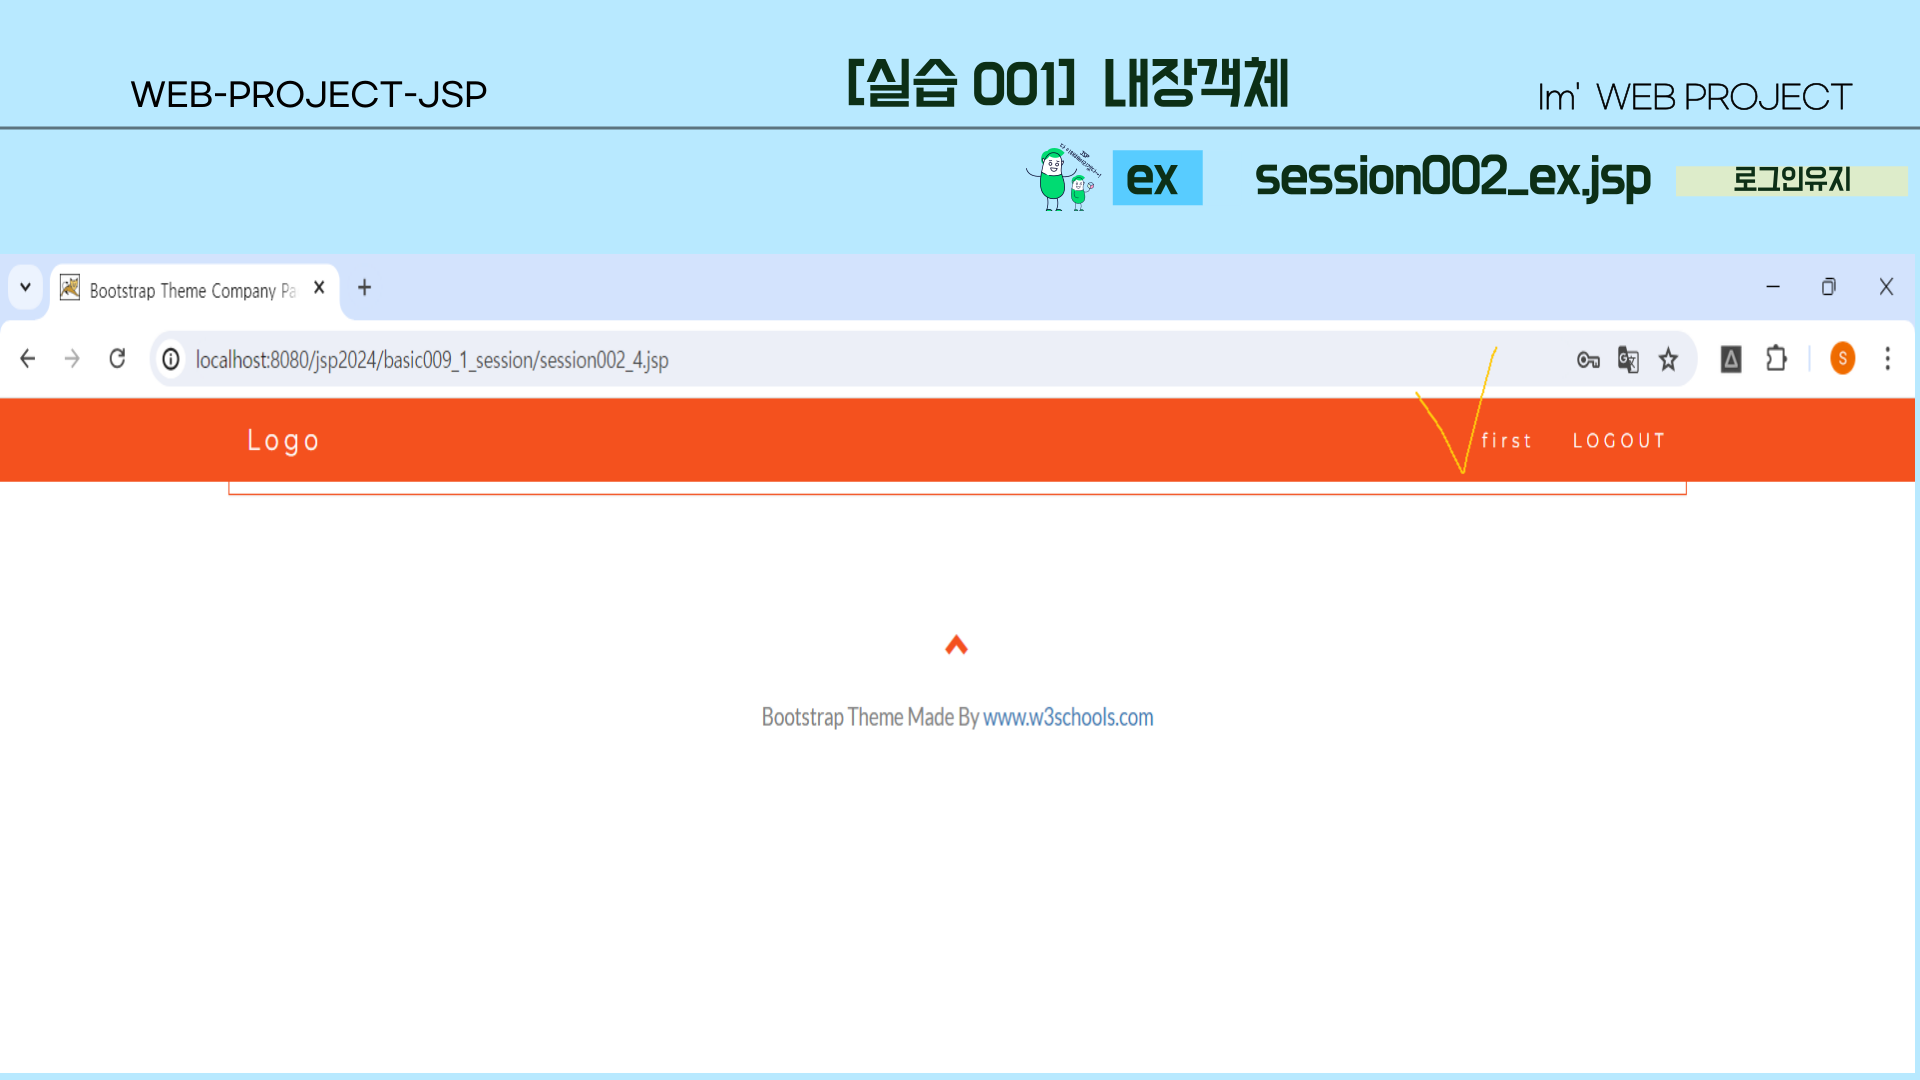 WEB-PROJECT-JSP
[실습 001] 내장객체
Im' WEB PROJECT
ex
session002_ex.jsp
로그인유지
Bootstrap Theme Company Pa
localhost:8080/jsp2024/basic009_1_session/session002_4.jsp
S
Logo
first
LOGOUT
Bootstrap Theme Made By www.w3schools.com